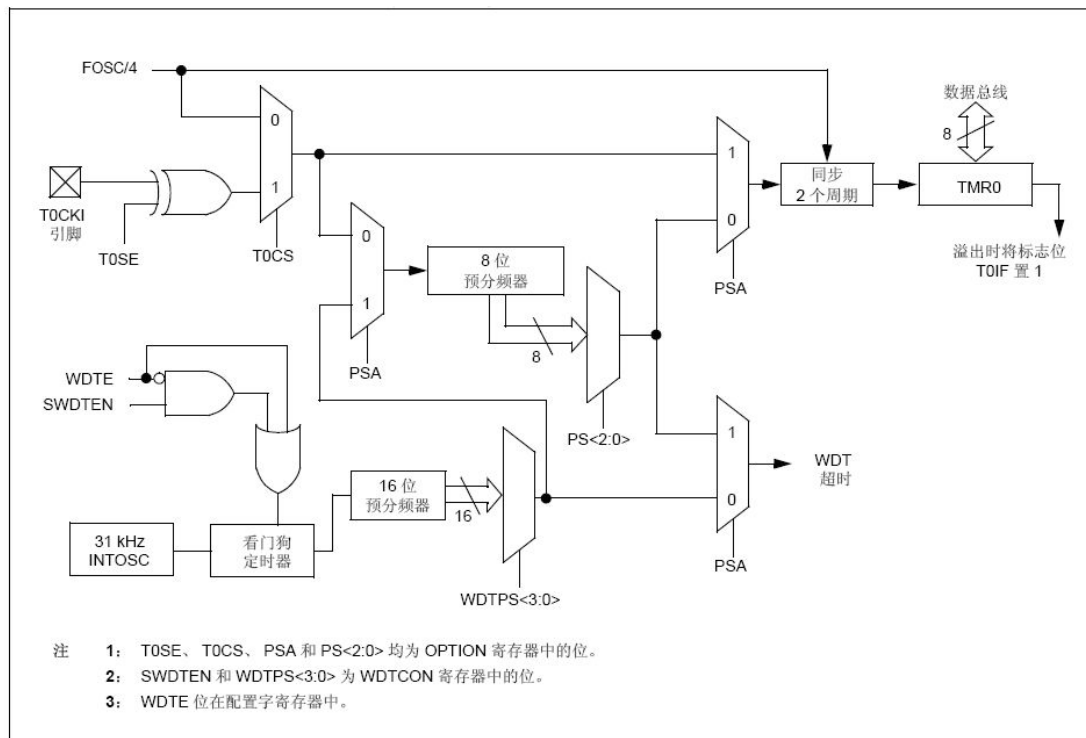 FOSC/4
数据总线
8
0
1
T0CKI
引脚
T0SE
T0CS
1
0
PSA
同步
2 个周期
TMR0
溢出时将标志位
T0IF 置 1
0
1
PSA
8 位
预分频器
8
PS<2:0>
WDTE
SWDTEN
1
0
PSA
WDT
超时
16 位
预分频器
16
WDTPS<3:0>
31 kHz
INTOSC
看门狗
定时器
注 1: T0SE、 T0CS、 PSA 和 PS<2:0> 均为 OPTION 寄存器中的位。
2: SWDTEN 和 WDTPS<3:0> 为 WDTCON 寄存器中的位。
3: WDTE 位在配置字寄存器中。